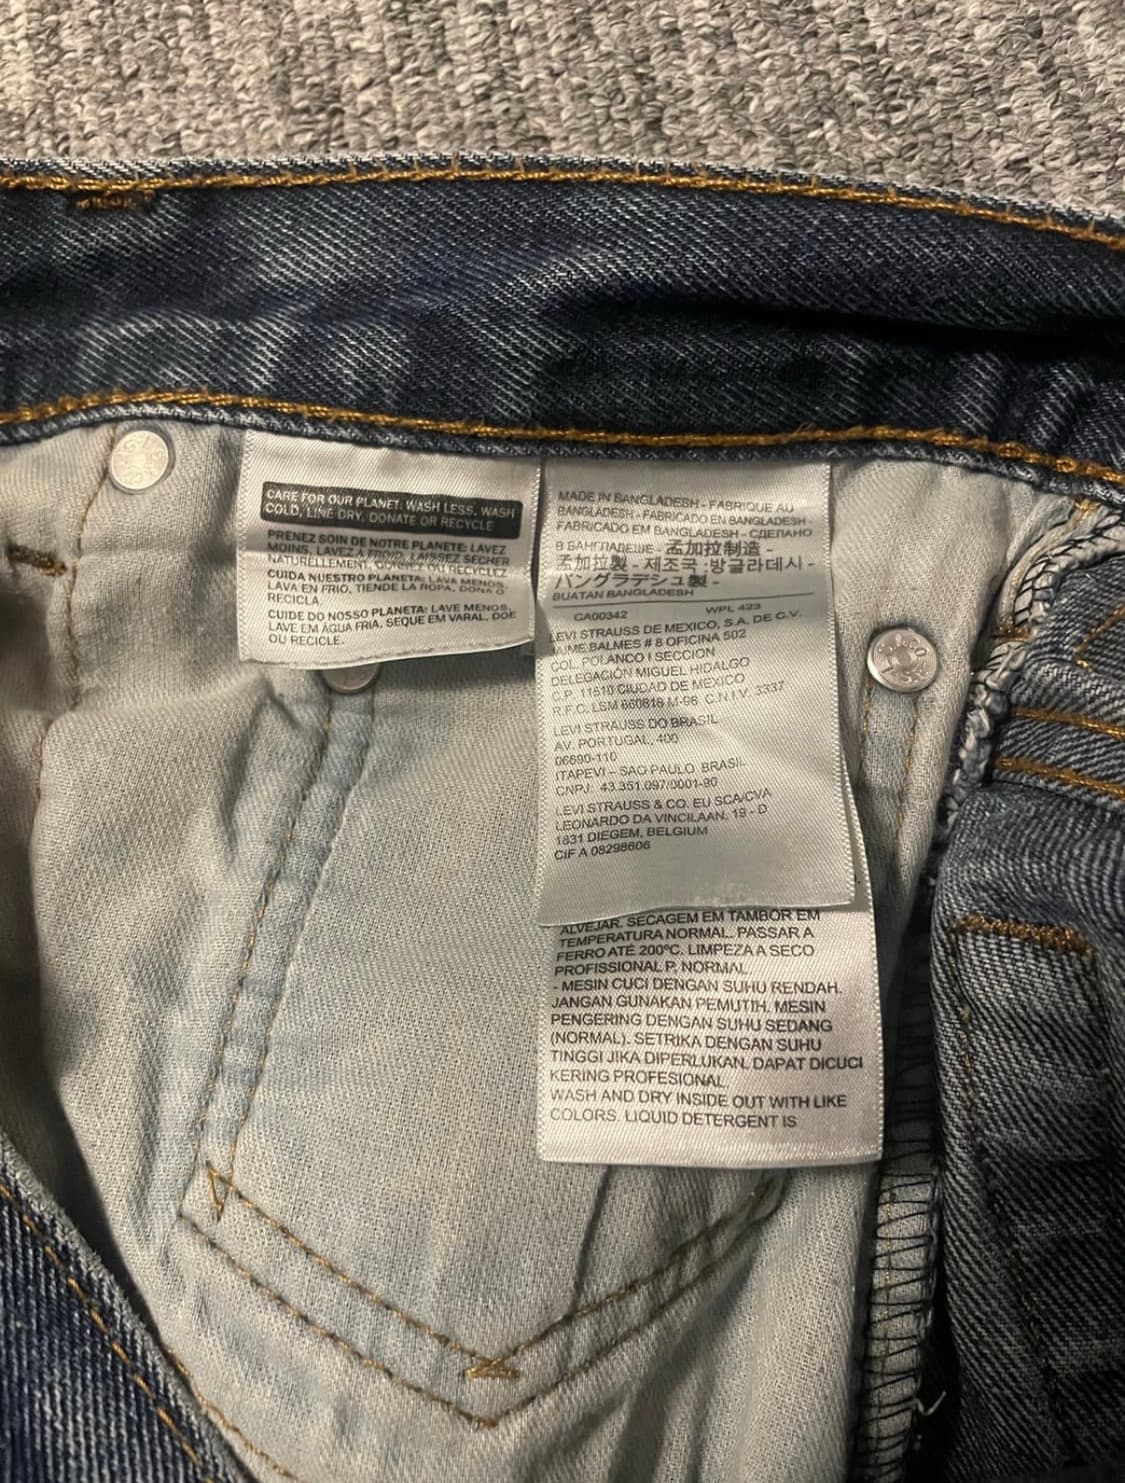 CARE FOR OUR PLANET. WASH LESS, WASH
COLD, LINE DRY, DONATE OR RECYCLE
PRENEZ SOIN DE NOTRE PLANETE: LAVEZ
MOINS, LAVEZ A FROID, LAISSEZ SECHER
NATURELLEMENT, DONNEZ OU RECYCLEZ
CUIDA NUESTRO PLANETA: LAVA MENOS,
LAVA EN FRIO, TIENDE LA ROPA, DONA O
RECICLA.
CUIDE DO NOSSO PLANETA: LAVE MENOS,
LAVE EM ÁGUA FRIA, SEQUE EM VARAL, DOE
OU RECICLE.
MADE IN BANGLADESH - FABRIQUE AU
BANGLADESH - FABRICADO EN BANGLADESH -
FABRICADO EM BANGLADESH - СДЕЛАНО
В БАНГЛАДЕШЕ - 孟加拉制造 -
孟加拉製 - 제조국 :방글라데시 -
バングラデシュ製 -
BUATAN BANGLADESH
CA00342 WPL 423
LEVI STRAUSS DE MEXICO, S.A. DE C.V.
JAIME BALMES # 8 OFICINA 502
COL. POLANCO I SECCION
DELEGACIÓN MIGUEL HIDALGO
C.P. 11510 CIUDAD DE MEXICO
R.F.C. LSM C.N.I.V. 3337
LEVI STRAUSS DO BRASIL
AV. PORTUGAL, 400
06690-110
ITAPEVI – SAO PAULO BRASIL
CNPJ: 43.351.097/0001-90
LEVI STRAUSS & CO. EU SCA/CVA
LEONARDO DA VINCILAAN, 19 - D
1831 DIEGEM, BELGIUM
CIF A 08298606
ALVEJAR. SECAGEM EM TAMBOR EM
TEMPERATURA NORMAL. PASSAR A
FERRO ATÉ 200ºC. LIMPEZA A SECO
PROFISSIONAL P. NORMAL
- MESIN CUCI DENGAN SUHU RENDAH.
JANGAN GUNAKAN PEMUTIH. MESIN
PENGERING DENGAN SUHU SEDANG
(NORMAL). SETRIKA DENGAN SUHU
TINGGI JIKA DIPERLUKAN. DAPAT DICUCI
KERING PROFESIONAL
WASH AND DRY INSIDE OUT WITH LIKE
COLORS. LIQUID DETERGENT IS